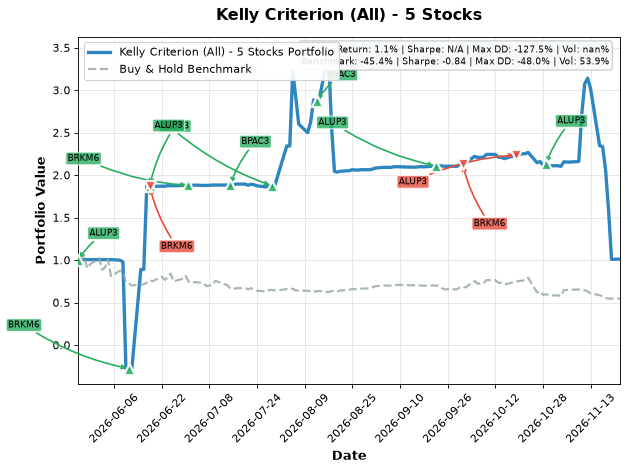 Kelly Criterion (All) - 5 Stocks
Kelly Criterion (All) - 5 Stocks Portfolio
Buy & Hold Benchmark
Return: 1.1% | Sharpe: N/A | Max DD: -127.5% | Vol: nan%
Benchmark: -45.4% | Sharpe: -0.84 | Max DD: -48.0% | Vol: 53.9%
Portfolio Value
3.5
3.0
2.5
2.0
1.5
1.0
0.5
0.0
ALUP3
BRKM6
BRKM6
ALUP3
BRKM6
BPAC3
ALUP3
ALUP3
BRKM6
ALUP3
2026-06-06
2026-06-22
2026-07-08
2026-07-24
2026-08-09
2026-08-25
2026-09-10
2026-09-26
2026-10-12
2026-10-28
2026-11-13
Date